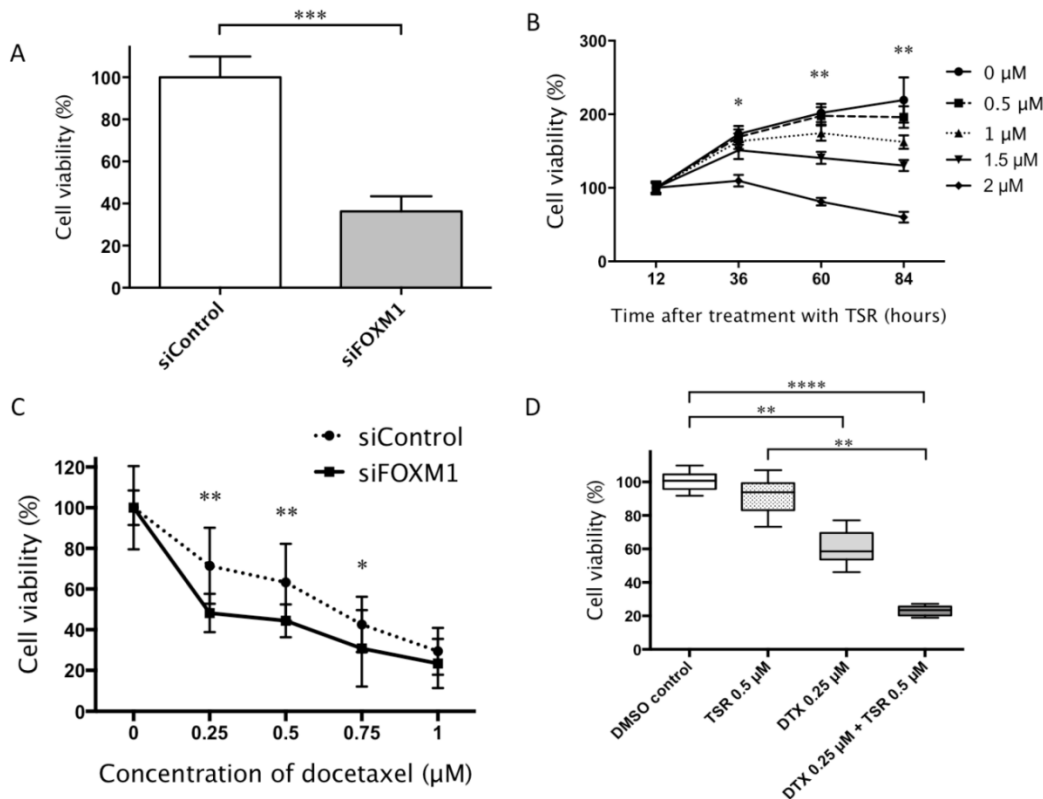 A
***
Cell viability (%)
100
80
60
40
20
0
siControl
siFOXM1
B
Cell viability (%)
300
200
100
0
*
**
**
12
36
60
84
Time after treatment with TSR (hours)
0 µM
0.5 µM
1 µM
1.5 µM
2 µM
C
siControl
siFOXM1
Cell viability (%)
120
100
80
60
40
20
0
**
**
*
0
0.25
0.5
0.75
1
Concentration of docetaxel (µM)
D
****
**
**
Cell viability (%)
100
80
60
40
20
0
DMSO control
TSR 0.5 µM
DTX 0.25 µM
DTX 0.25 µM + TSR 0.5 µM